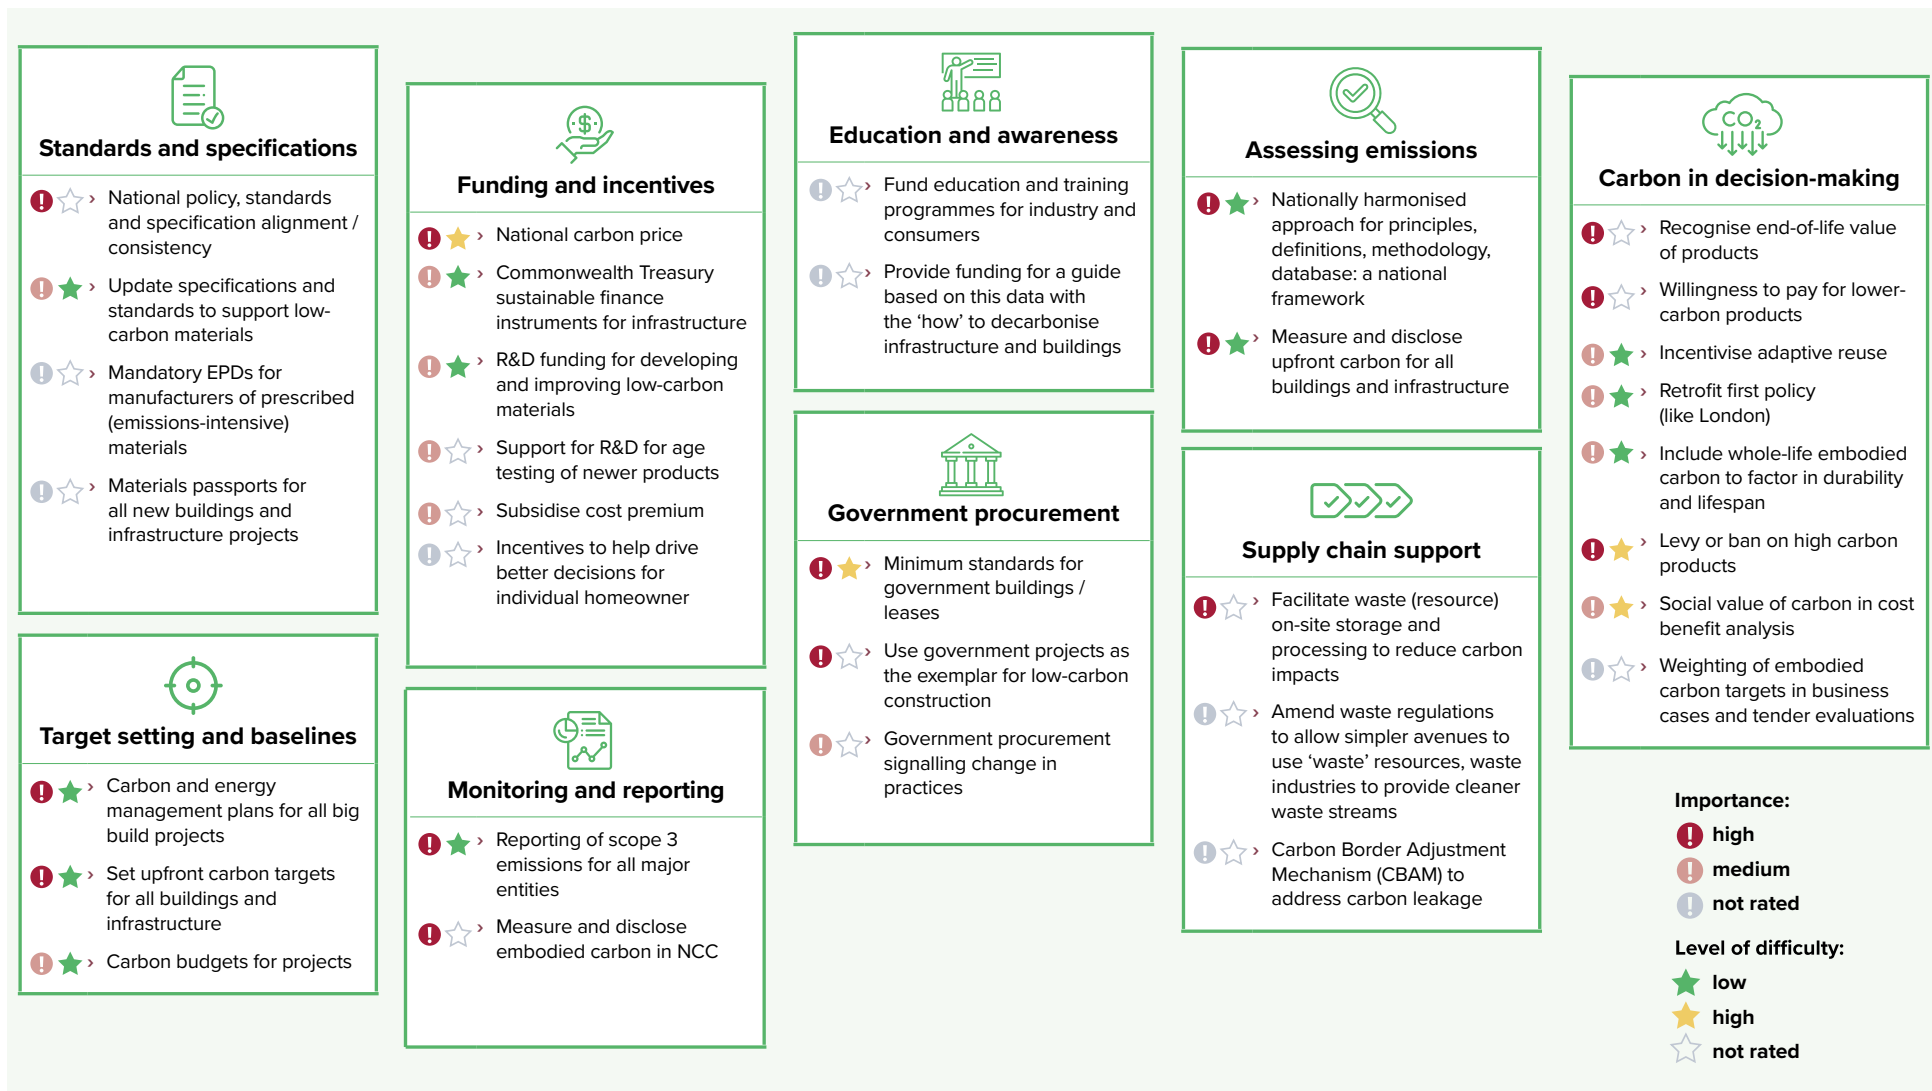 Standards and specifications
› National policy, standards
and specification alignment /
consistency
› Update specifications and
standards to support low-
carbon materials
› Mandatory EPDs for
manufacturers of prescribed
(emissions-intensive)
materials
› Materials passports for
all new buildings and
infrastructure projects
Target setting and baselines
› Carbon and energy
management plans for all big
build projects
› Set upfront carbon targets
for all buildings and
infrastructure
› Carbon budgets for projects
Funding and incentives
› National carbon price
› Commonwealth Treasury
sustainable finance
instruments for infrastructure
› R&D funding for developing
and improving low-carbon
materials
› Support for R&D for age
testing of newer products
› Subsidise cost premium
› Incentives to help drive
better decisions for
individual homeowner
Monitoring and reporting
› Reporting of scope 3
emissions for all major
entities
› Measure and disclose
embodied carbon in NCC
Education and awareness
› Fund education and training
programmes for industry and
consumers
› Provide funding for a guide
based on this data with
the ‘how’ to decarbonise
infrastructure and buildings
Government procurement
› Minimum standards for
government buildings /
leases
› Use government projects as
the exemplar for low-carbon
construction
› Government procurement
signalling change in
practices
Assessing emissions
› Nationally harmonised
approach for principles,
definitions, methodology,
database: a national
framework
› Measure and disclose
upfront carbon for all
buildings and infrastructure
Supply chain support
› Facilitate waste (resource)
on-site storage and
processing to reduce carbon
impacts
› Amend waste regulations
to allow simpler avenues to
use ‘waste’ resources, waste
industries to provide cleaner
waste streams
› Carbon Border Adjustment
Mechanism (CBAM) to
address carbon leakage
CO2
Carbon in decision-making
› Recognise end-of-life value
of products
› Willingness to pay for lower-
carbon products
› Incentivise adaptive reuse
› Retrofit first policy
(like London)
› Include whole-life embodied
carbon to factor in durability
and lifespan
› Levy or ban on high carbon
products
› Social value of carbon in cost
benefit analysis
› Weighting of embodied
carbon targets in business
cases and tender evaluations
Importance:
high
medium
not rated
Level of difficulty:
low
high
not rated